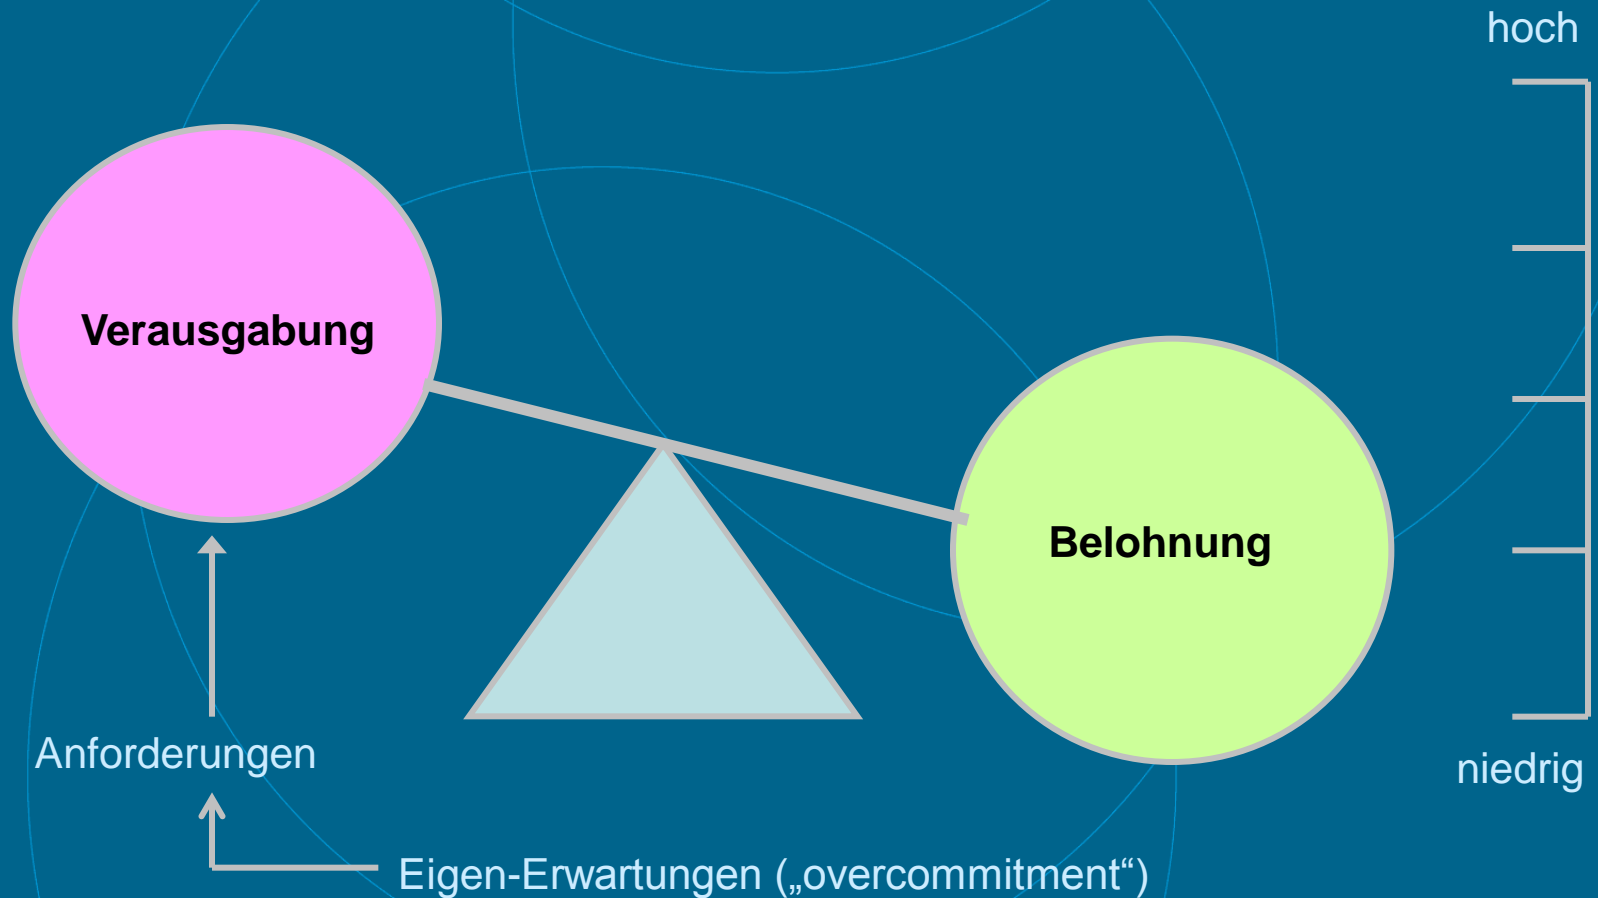 hoch
Verausgabung
Belohnung
Anforderungen
niedrig
Eigen-Erwartungen („overcommitment“)